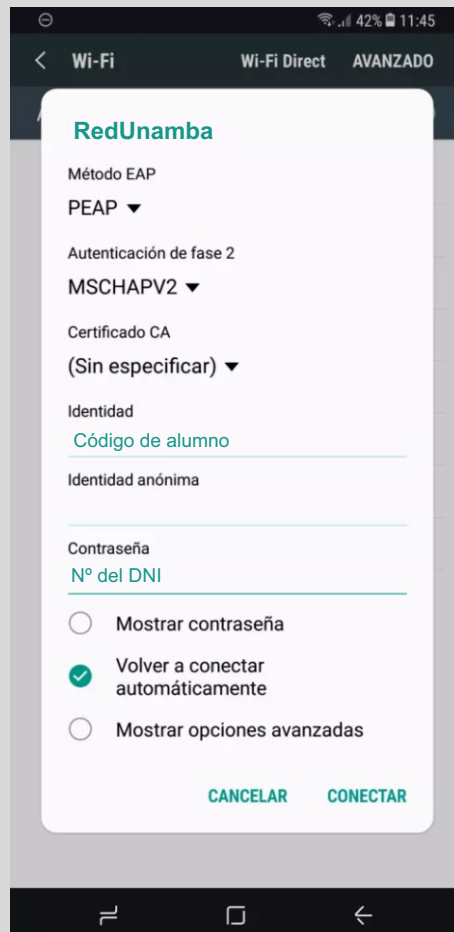 42% 11:45
Wi-Fi Wi-Fi Direct AVANZADO
RedUnamba
Método EAP
PEAP
Autenticación de fase 2
MSCHAPV2
Certificado CA
(Sin especificar)
Identidad
Código de alumno
Identidad anónima
Contraseña
Nº del DNI
Mostrar contraseña
Volver a conectar
automáticamente
Mostrar opciones avanzadas
CANCELAR CONECTAR